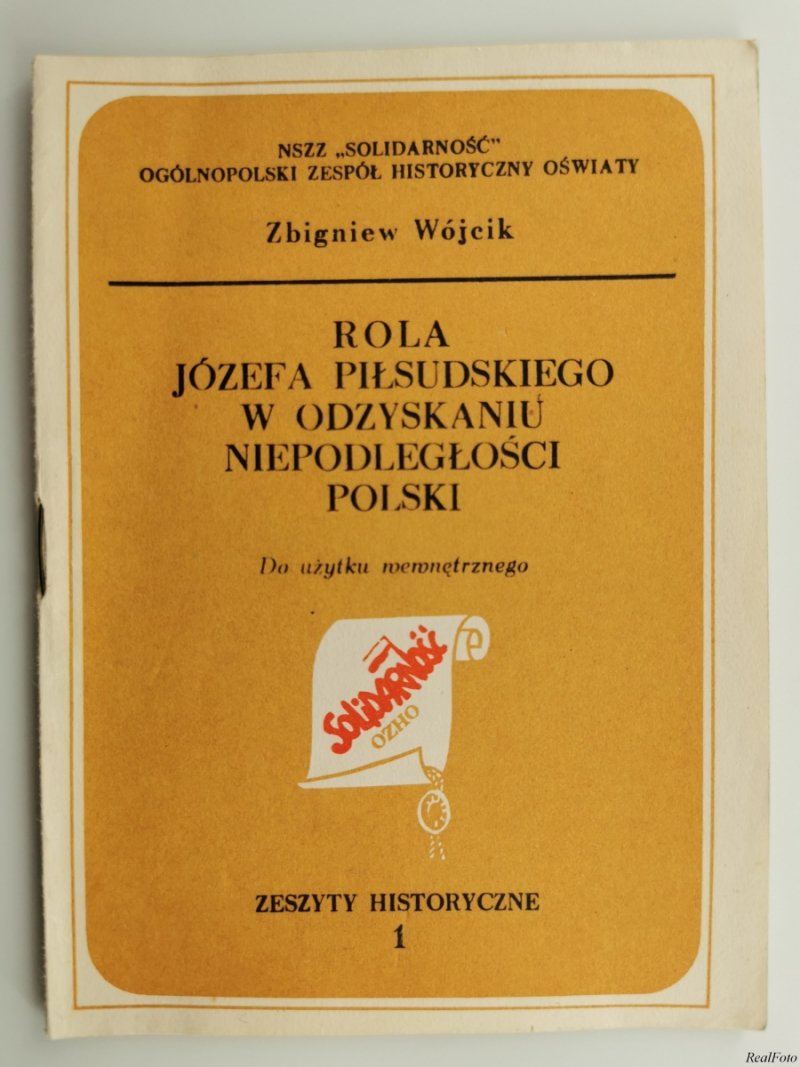 NSZZ „SOLIDARNOŚĆ”
OGÓLNOPOLSKI ZESPÓŁ HISTORYCZNY OŚWIATY
Zbigniew Wójcik
ROLA
JÓZEFA PIŁSUDSKIEGO
W ODZYSKANIU
NIEPODLEGŁOŚCI
POLSKI
Do użytku wewnętrznego
SOLIDARNOŚĆ
OZHO
ZESZYTY HISTORYCZNE
1
RealFoto